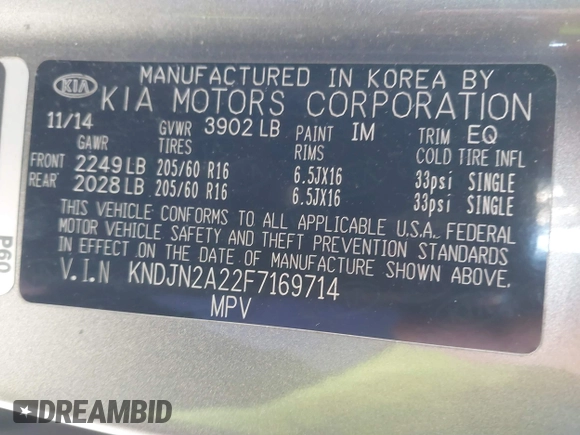 MANUFACTURED IN KOREA BY
KIA KIA MOTORS CORPORATION
11/14 GVWR 3902 LB PAINT IM TRIM EQ
GAWR TIRES RIMS COLD TIRE INFL
FRONT 2249 LB 205/60 R16 6.5JX16 33psi SINGLE
REAR 2028 LB 205/60 R16 6.5JX16 33psi SINGLE
THIS VEHICLE CONFORMS TO ALL APPLICABLE U.S.A. FEDERAL
MOTOR VEHICLE SAFETY AND THEFT PREVENTION STANDARDS
IN EFFECT ON THE DATE OF MANUFACTURE SHOWN ABOVE.
V.I.N KNDJN2A22F7169714
MPV
P60
DREAMBID